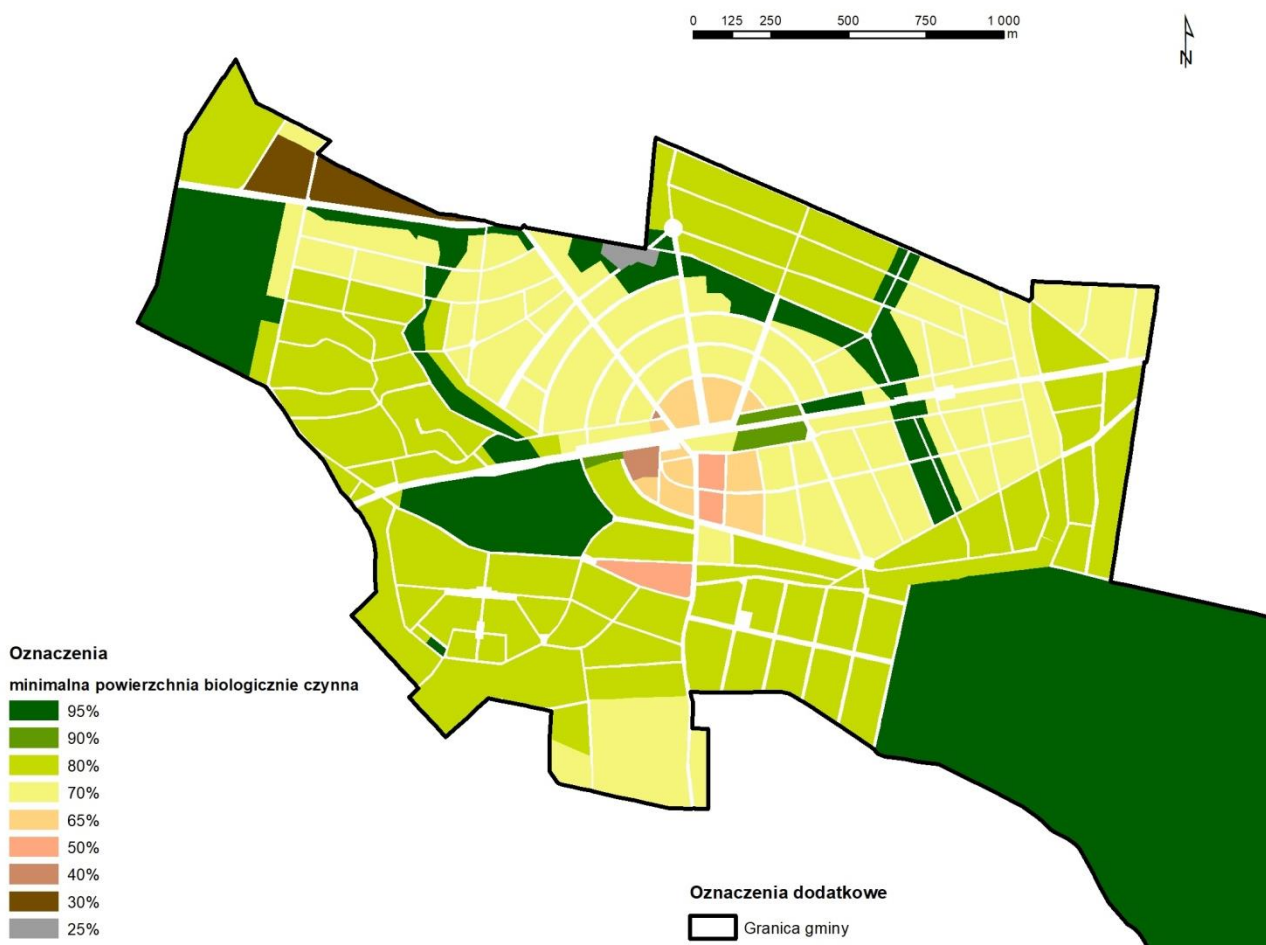 0 125 250 500 750 1 000
m
N
Oznaczenia
minimalna powierzchnia biologicznie czynna
95%
90%
80%
70%
65%
50%
40%
30%
25%
Oznaczenia dodatkowe
Granica gminy